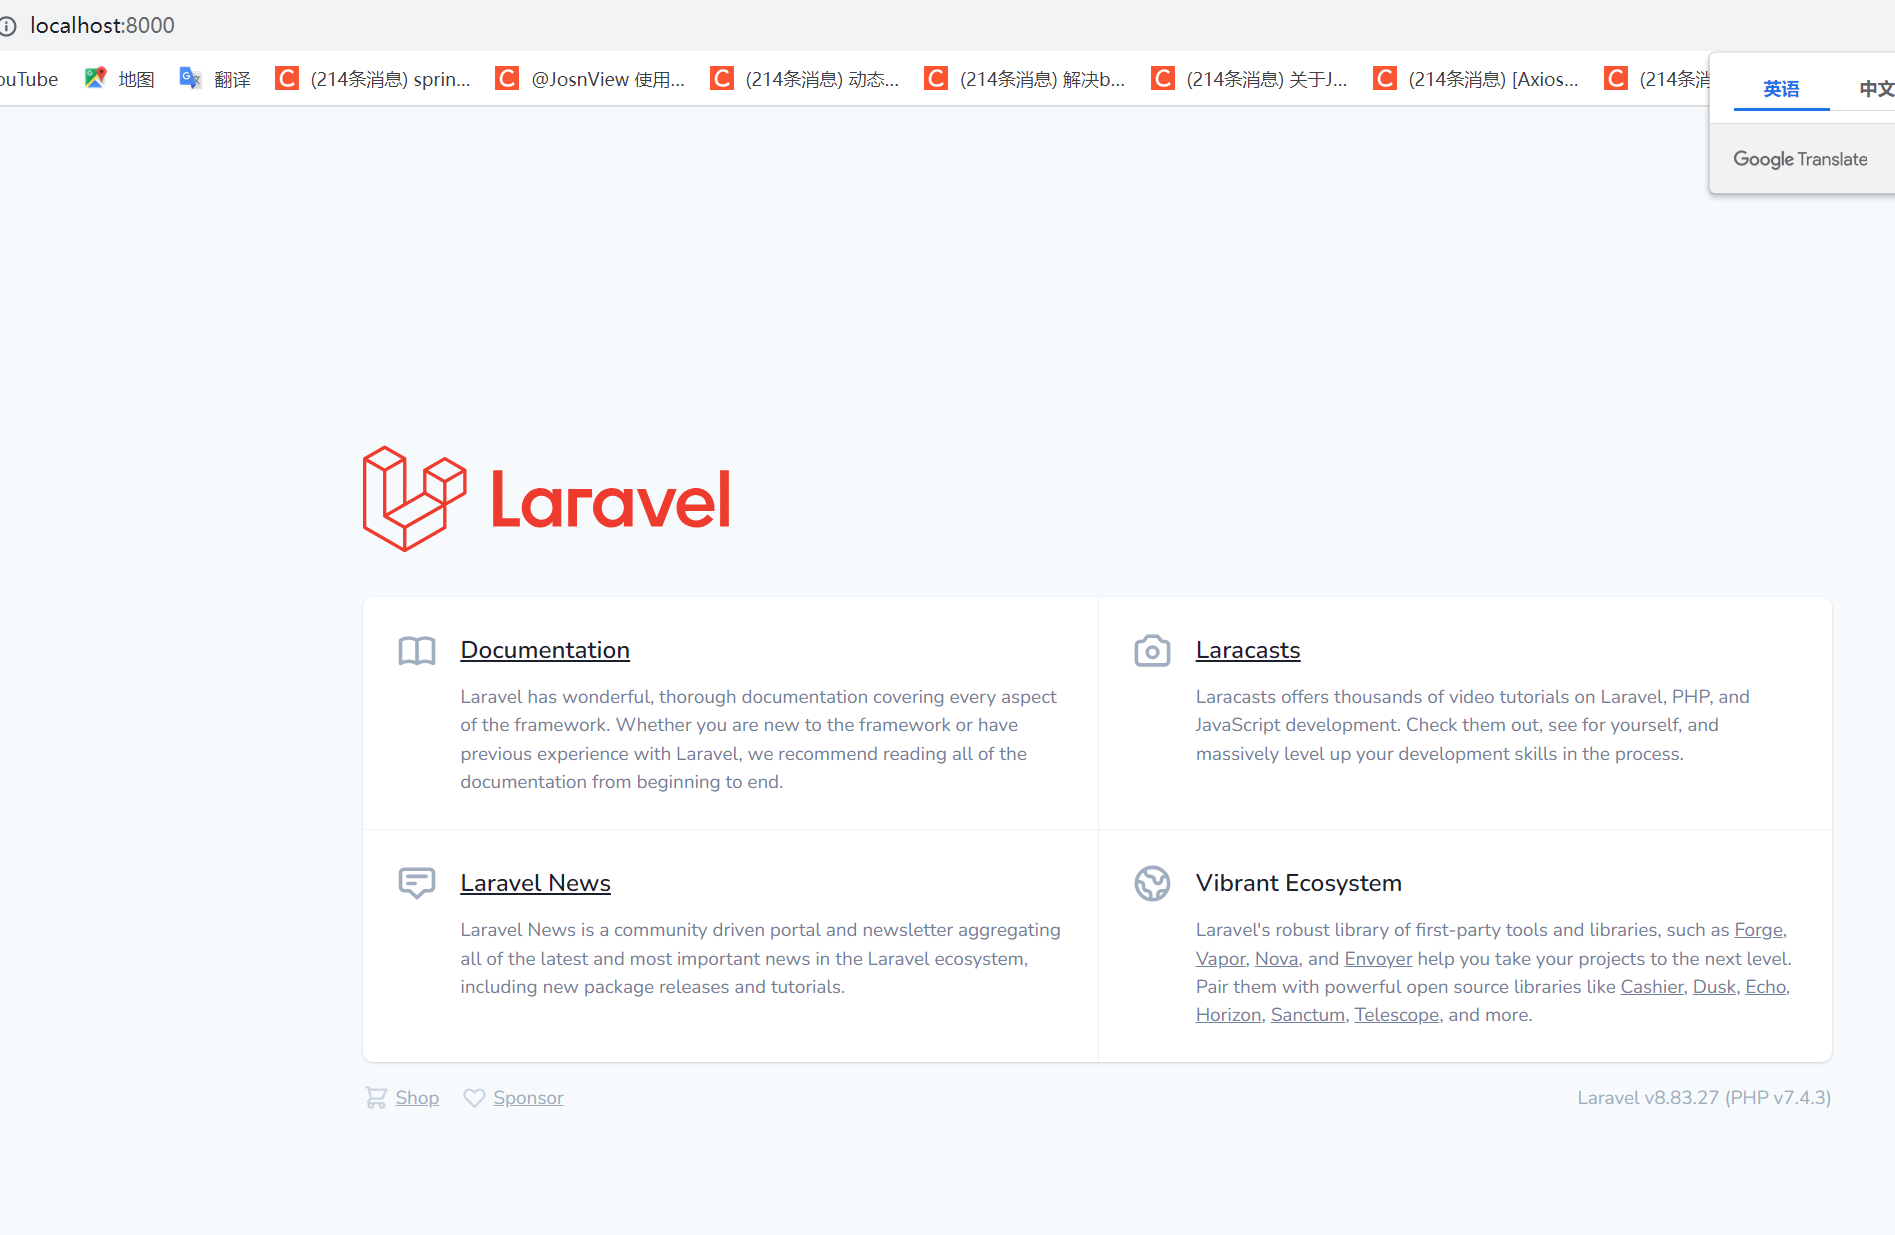 localhost:8000
ouTube 地图 翻译 (214条消息) sprin... @JosnView 使用... (214条消息) 动态... (214条消息) 解决b... (214条消息) 关于J... (214条消息) [Axios... (214条消
英语 中文
Google Translate
Laravel
Documentation
Laravel has wonderful, thorough documentation covering every aspect
of the framework. Whether you are new to the framework or have
previous experience with Laravel, we recommend reading all of the
documentation from beginning to end.
Laracasts
Laracasts offers thousands of video tutorials on Laravel, PHP, and
JavaScript development. Check them out, see for yourself, and
massively level up your development skills in the process.
Laravel News
Laravel News is a community driven portal and newsletter aggregating
all of the latest and most important news in the Laravel ecosystem,
including new package releases and tutorials.
Vibrant Ecosystem
Laravel's robust library of first-party tools and libraries, such as Forge,
Vapor, Nova, and Envoyer help you take your projects to the next level.
Pair them with powerful open source libraries like Cashier, Dusk, Echo,
Horizon, Sanctum, Telescope, and more.
Shop Sponsor
Laravel v8.83.27 (PHP v7.4.3)